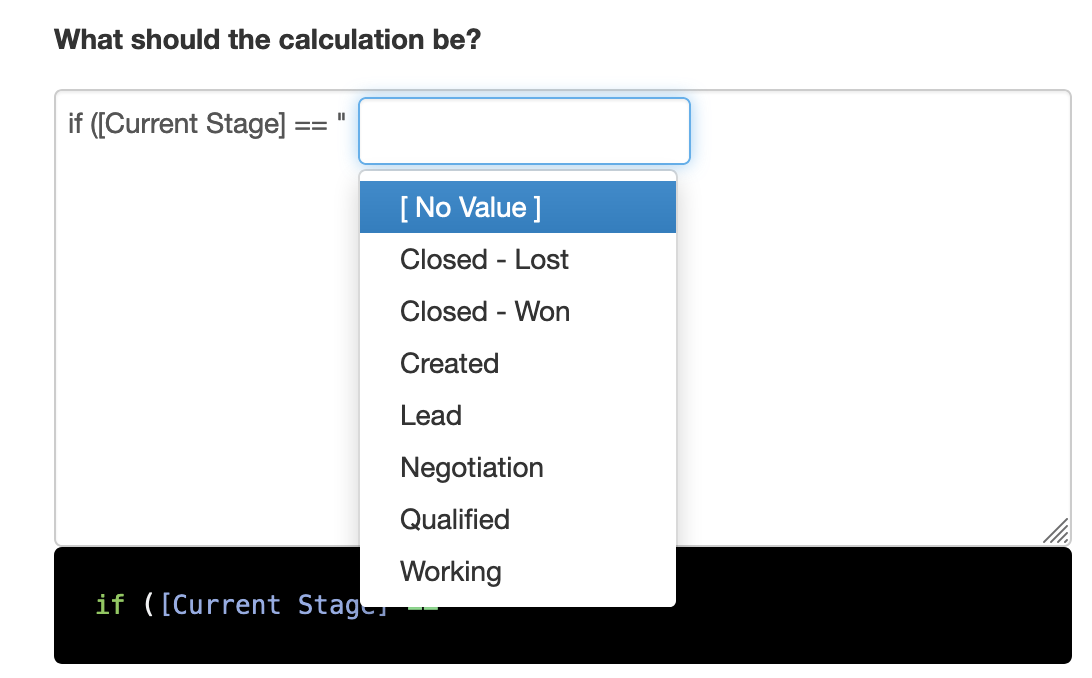 What should the calculation be?
if ([Current Stage] == "
[ No Value ]
Closed - Lost
Closed - Won
Created
Lead
Negotiation
Qualified
Working
if ([Current Stage] ==